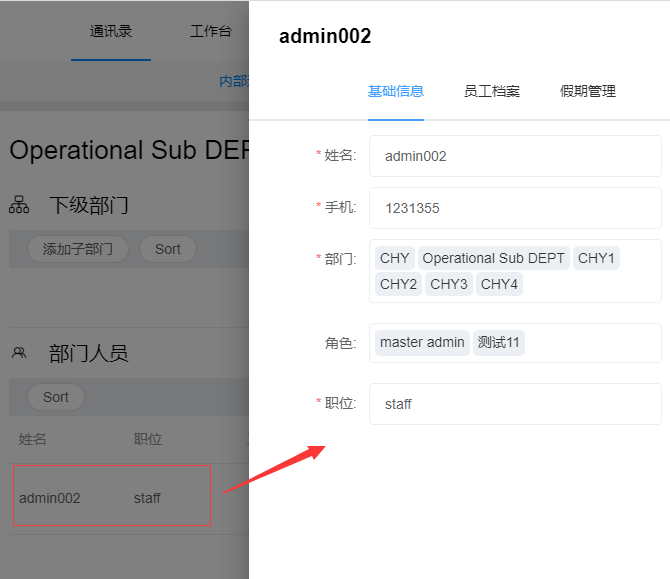 通讯录 工作台
内部
Operational Sub DEP
下级部门
添加子部门 Sort
部门人员
Sort
姓名 职位
admin002 staff
admin002
基础信息 员工档案 假期管理
* 姓名: admin002
* 手机: 1231355
* 部门: CHY Operational Sub DEPT CHY1
CHY2 CHY3 CHY4
角色: master admin 测试11
* 职位: staff